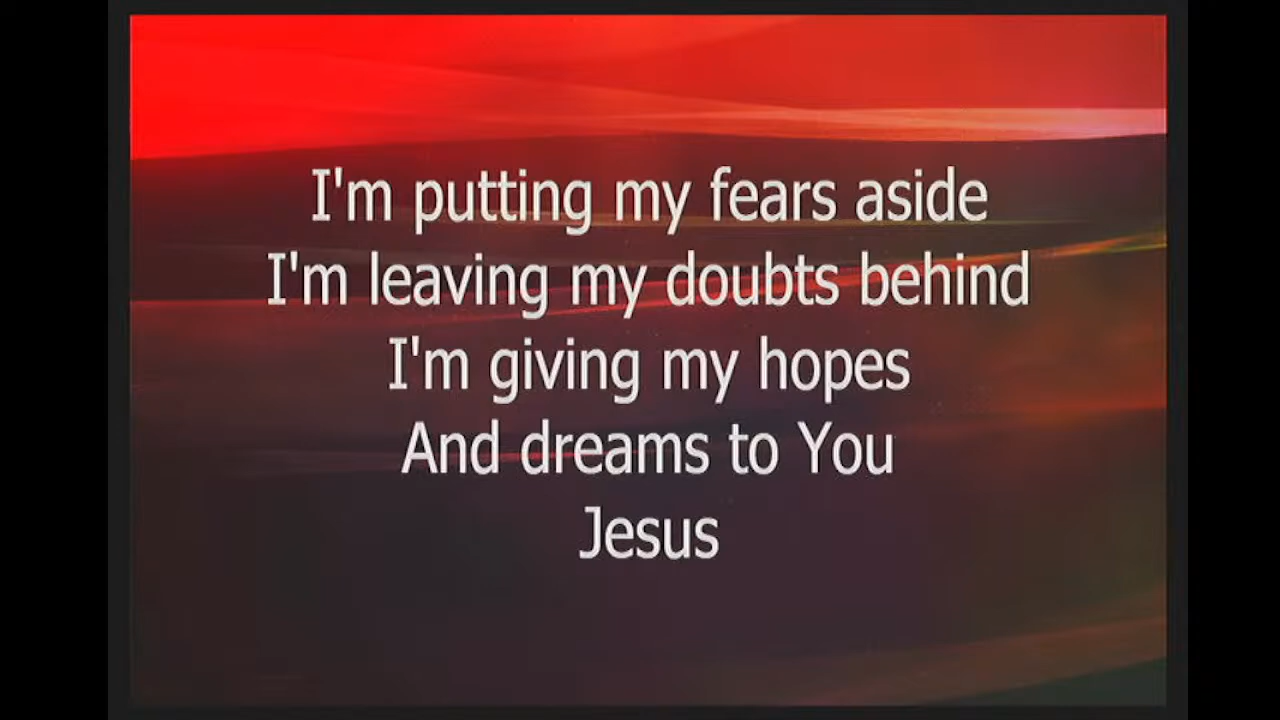 I'm putting my fears aside
I'm leaving my doubts behind
I'm giving my hopes
And dreams to You
Jesus